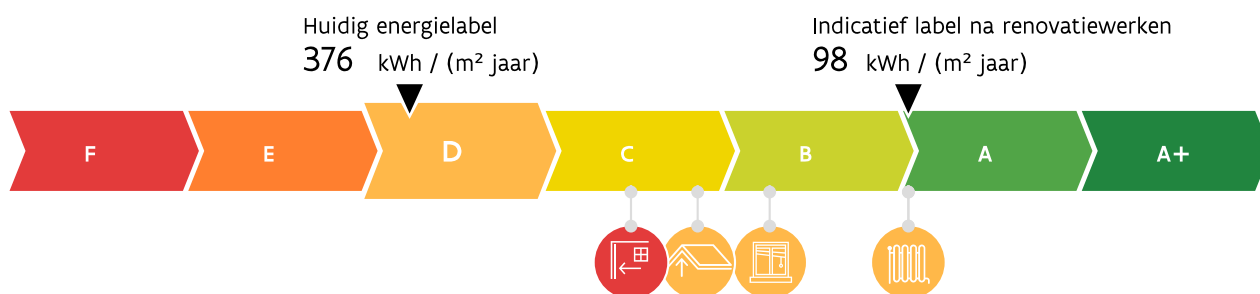 Huidig energielabel
376 kWh / (m² jaar)
Indicatief label na renovatiewerken
98 kWh / (m² jaar)
F E D C B A A+